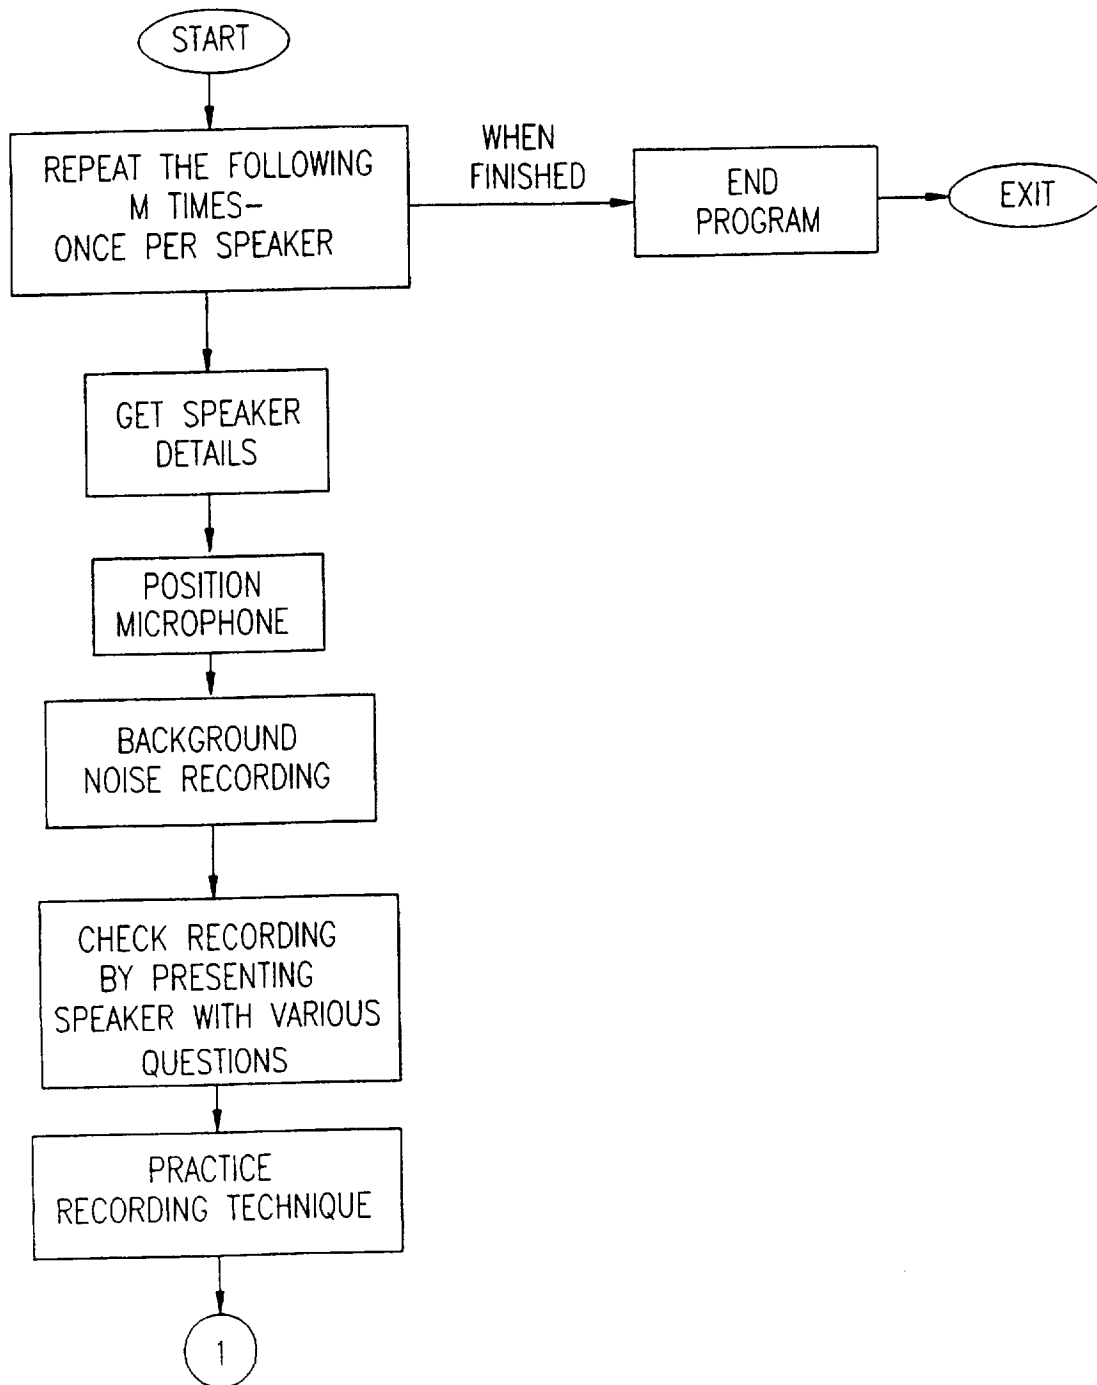 START
REPEAT THE FOLLOWING
M TIMES–
ONCE PER SPEAKER
WHEN
FINISHED
END
PROGRAM
EXIT
GET SPEAKER
DETAILS
POSITION
MICROPHONE
BACKGROUND
NOISE RECORDING
CHECK RECORDING
BY PRESENTING
SPEAKER WITH VARIOUS
QUESTIONS
PRACTICE
RECORDING TECHNIQUE
1